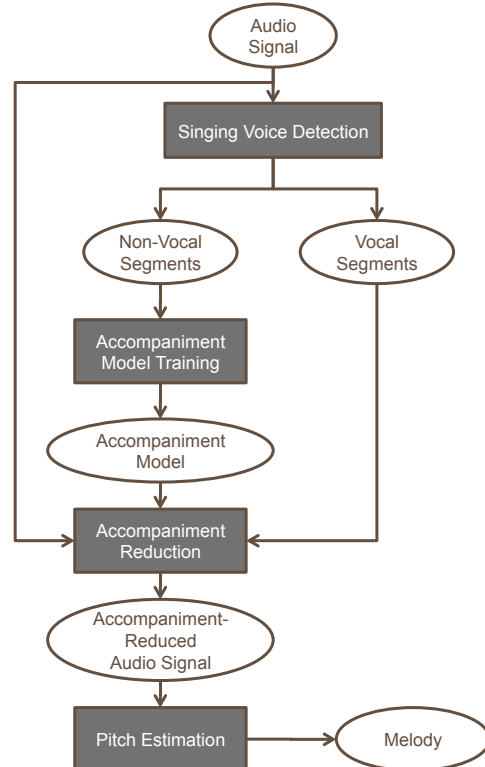 Audio
Signal
Singing Voice Detection
Non-Vocal
Segments
Vocal
Segments
Accompaniment
Model Training
Accompaniment
Model
Accompaniment
Reduction
Accompaniment-
Reduced
Audio Signal
Pitch Estimation
Melody